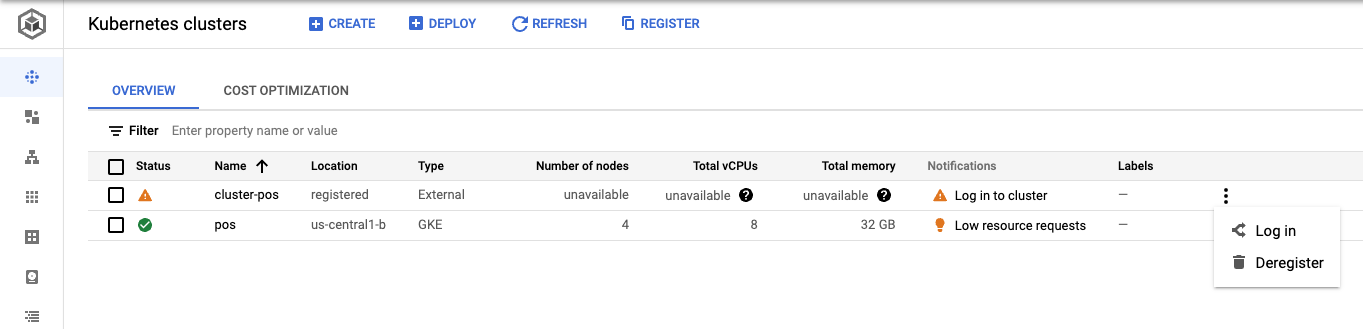 Kubernetes clusters CREATE DEPLOY REFRESH REGISTER
OVERVIEW COST OPTIMIZATION
Filter Enter property name or value
Status Name Location Type Number of nodes Total vCPUs Total memory Notifications Labels
cluster-pos registered External unavailable unavailable ? unavailable ? Log in to cluster —
pos us-central1-b GKE 4 8 32 GB Low resource requests —
Log in
Deregister